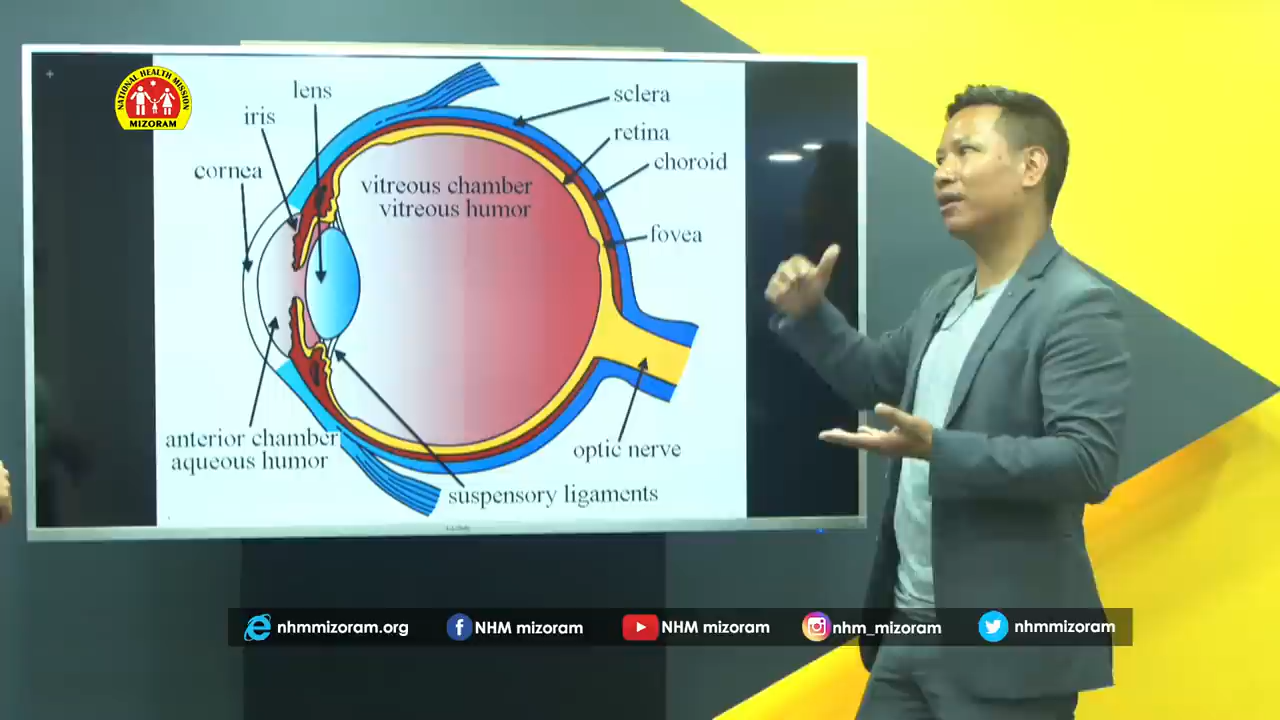 NATIONAL HEALTH MISSION
MIZORAM
lens
iris
cornea
sclera
retina
choroid
vitreous chamber
vitreous humor
fovea
anterior chamber
aqueous humor
optic nerve
suspensory ligaments
nhmmizoram.org
NHM mizoram
NHM mizoram
nhm_mizoram
nhmmizoram